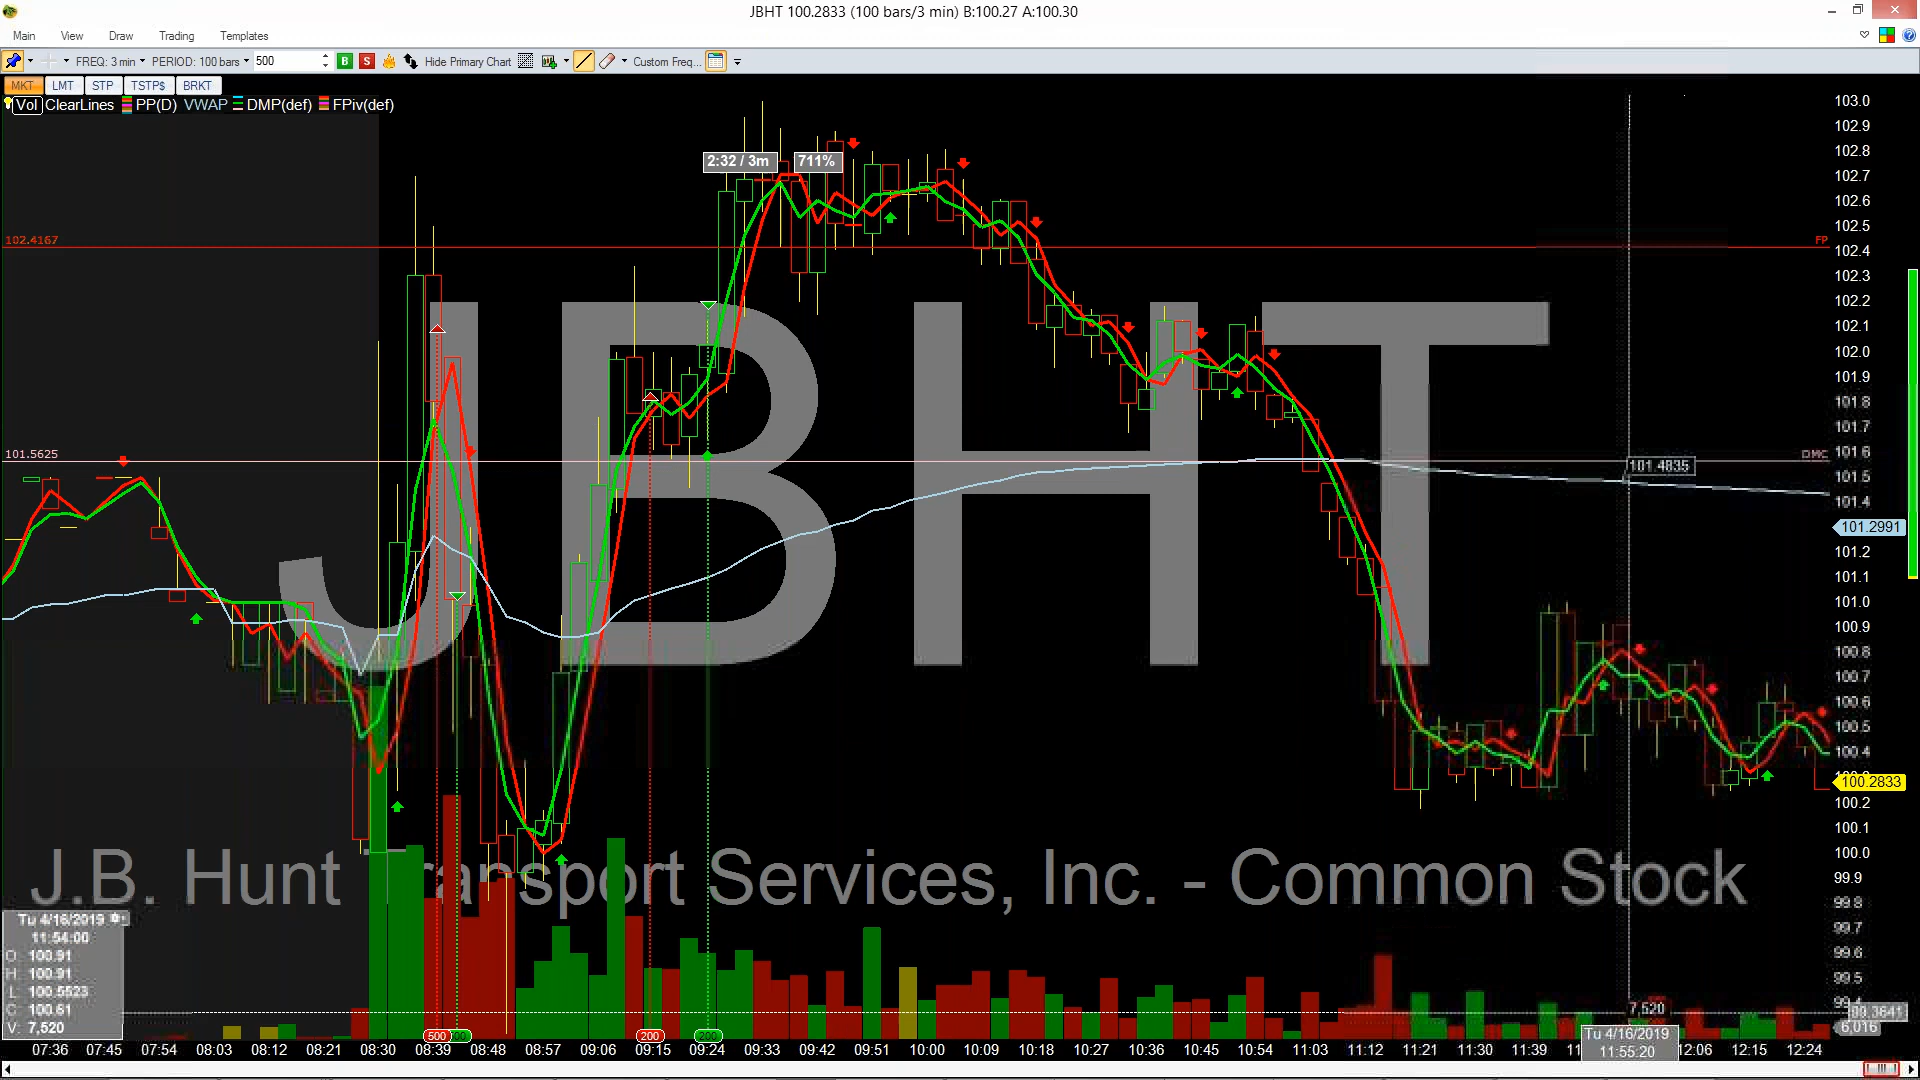 JBHT 100.2833 (100 bars/3 min) B:100.27 A:100.30
Main View Draw Trading Templates
FREQ: 3 min PERIOD: 100 bars 500 B S Hide Primary Chart Custom Freq...
MKT LMT STP TSTP$ BRKT
Vol ClearLines PP(D) VWAP DMP(def) FPiv(def)
2:32 / 3m 711%
102.4167 FP
101.5625 DMC
101.4835
JBHT
J.B. Hunt Transport Services, Inc. - Common Stock
103.0
102.9
102.8
102.7
102.6
102.5
102.4
102.3
102.2
102.1
102.0
101.9
101.8
101.7
101.6
101.5
101.4
101.2991
101.2
101.1
101.0
100.9
100.8
100.7
100.6
100.5
100.4
100.2833
100.2
100.1
100.0
99.9
99.8
99.7
99.6
99.5
99.4
99.3641
6,016
Tu 4/16/2019
11:54:00
O 100.91
H 100.91
L 100.5523
C 100.61
V: 7,520
7,520
500 200 200
07:36 07:45 07:54 08:03 08:12 08:21 08:30 08:39 08:48 08:57 09:06 09:15 09:24 09:33 09:42 09:51 10:00 10:09 10:18 10:27 10:36 10:45 10:54 11:03 11:12 11:21 11:30 11:39 12:06 12:15 12:24
Tu 4/16/2019
11:55:20